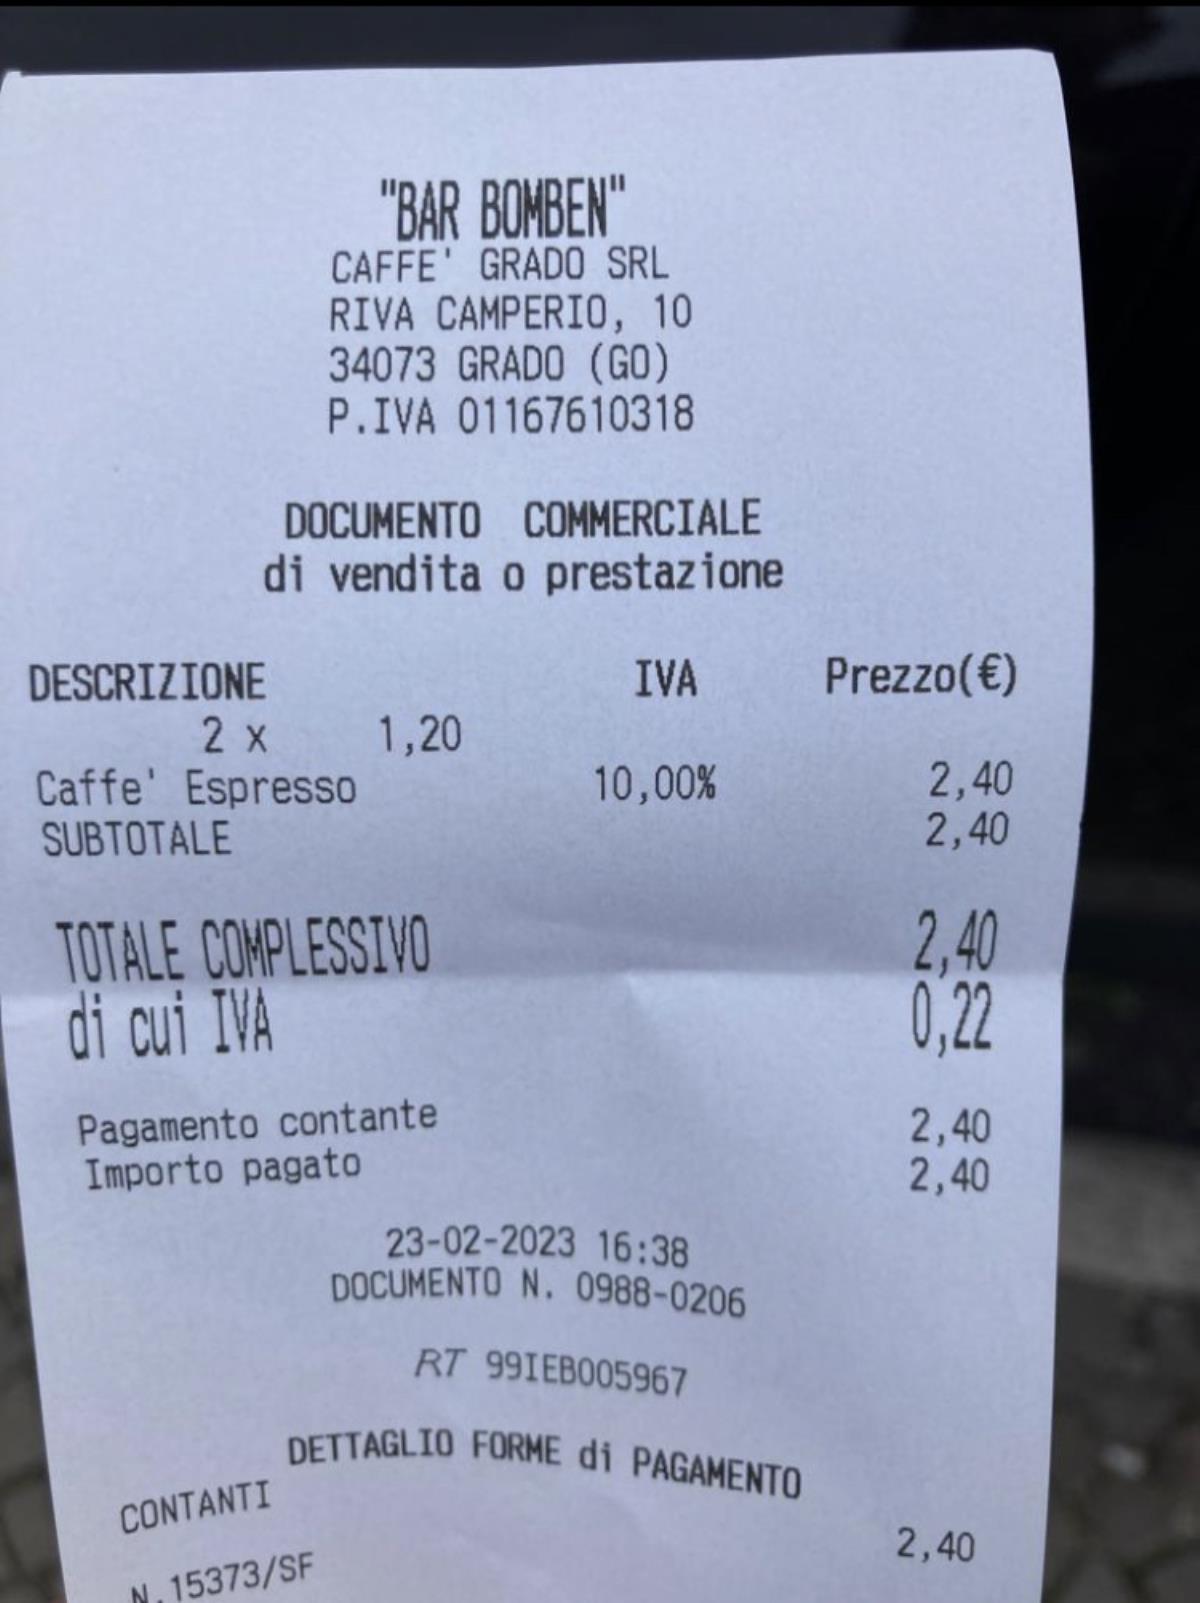 "BAR BOMBEN"
CAFFE' GRADO SRL
RIVA CAMPERIO, 10
34073 GRADO (GO)
P.IVA 01167610318
DOCUMENTO COMMERCIALE
di vendita o prestazione
DESCRIZIONE IVA Prezzo(€)
2 x 1,20
Caffe' Espresso 10,00% 2,40
SUBTOTALE 2,40
TOTALE COMPLESSIVO 2,40
di cui IVA 0,22
Pagamento contante 2,40
Importo pagato 2,40
23-02-2023 16:38
DOCUMENTO N. 0988-0206
RT 99IEB005967
DETTAGLIO FORME di PAGAMENTO
CONTANTI 2,40
N.15373/SF